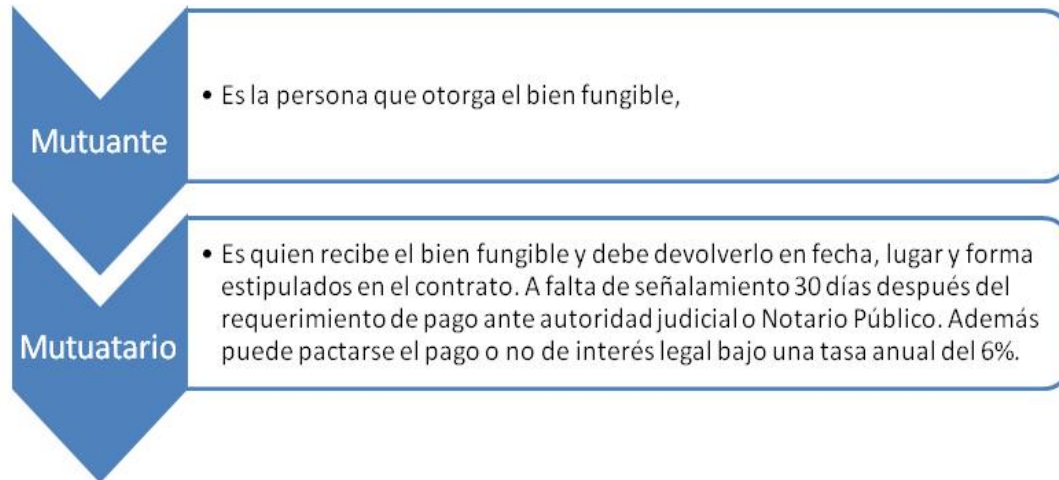 Mutuante
• Es la persona que otorga el bien fungible,
Mutuatario
• Es quien recibe el bien fungible y debe devolverlo en fecha, lugar y forma
estipulados en el contrato. A falta de señalamiento 30 días después del
requerimiento de pago ante autoridad judicial o Notario Público. Además
puede pactarse el pago o no de interés legal bajo una tasa anual del 6%.